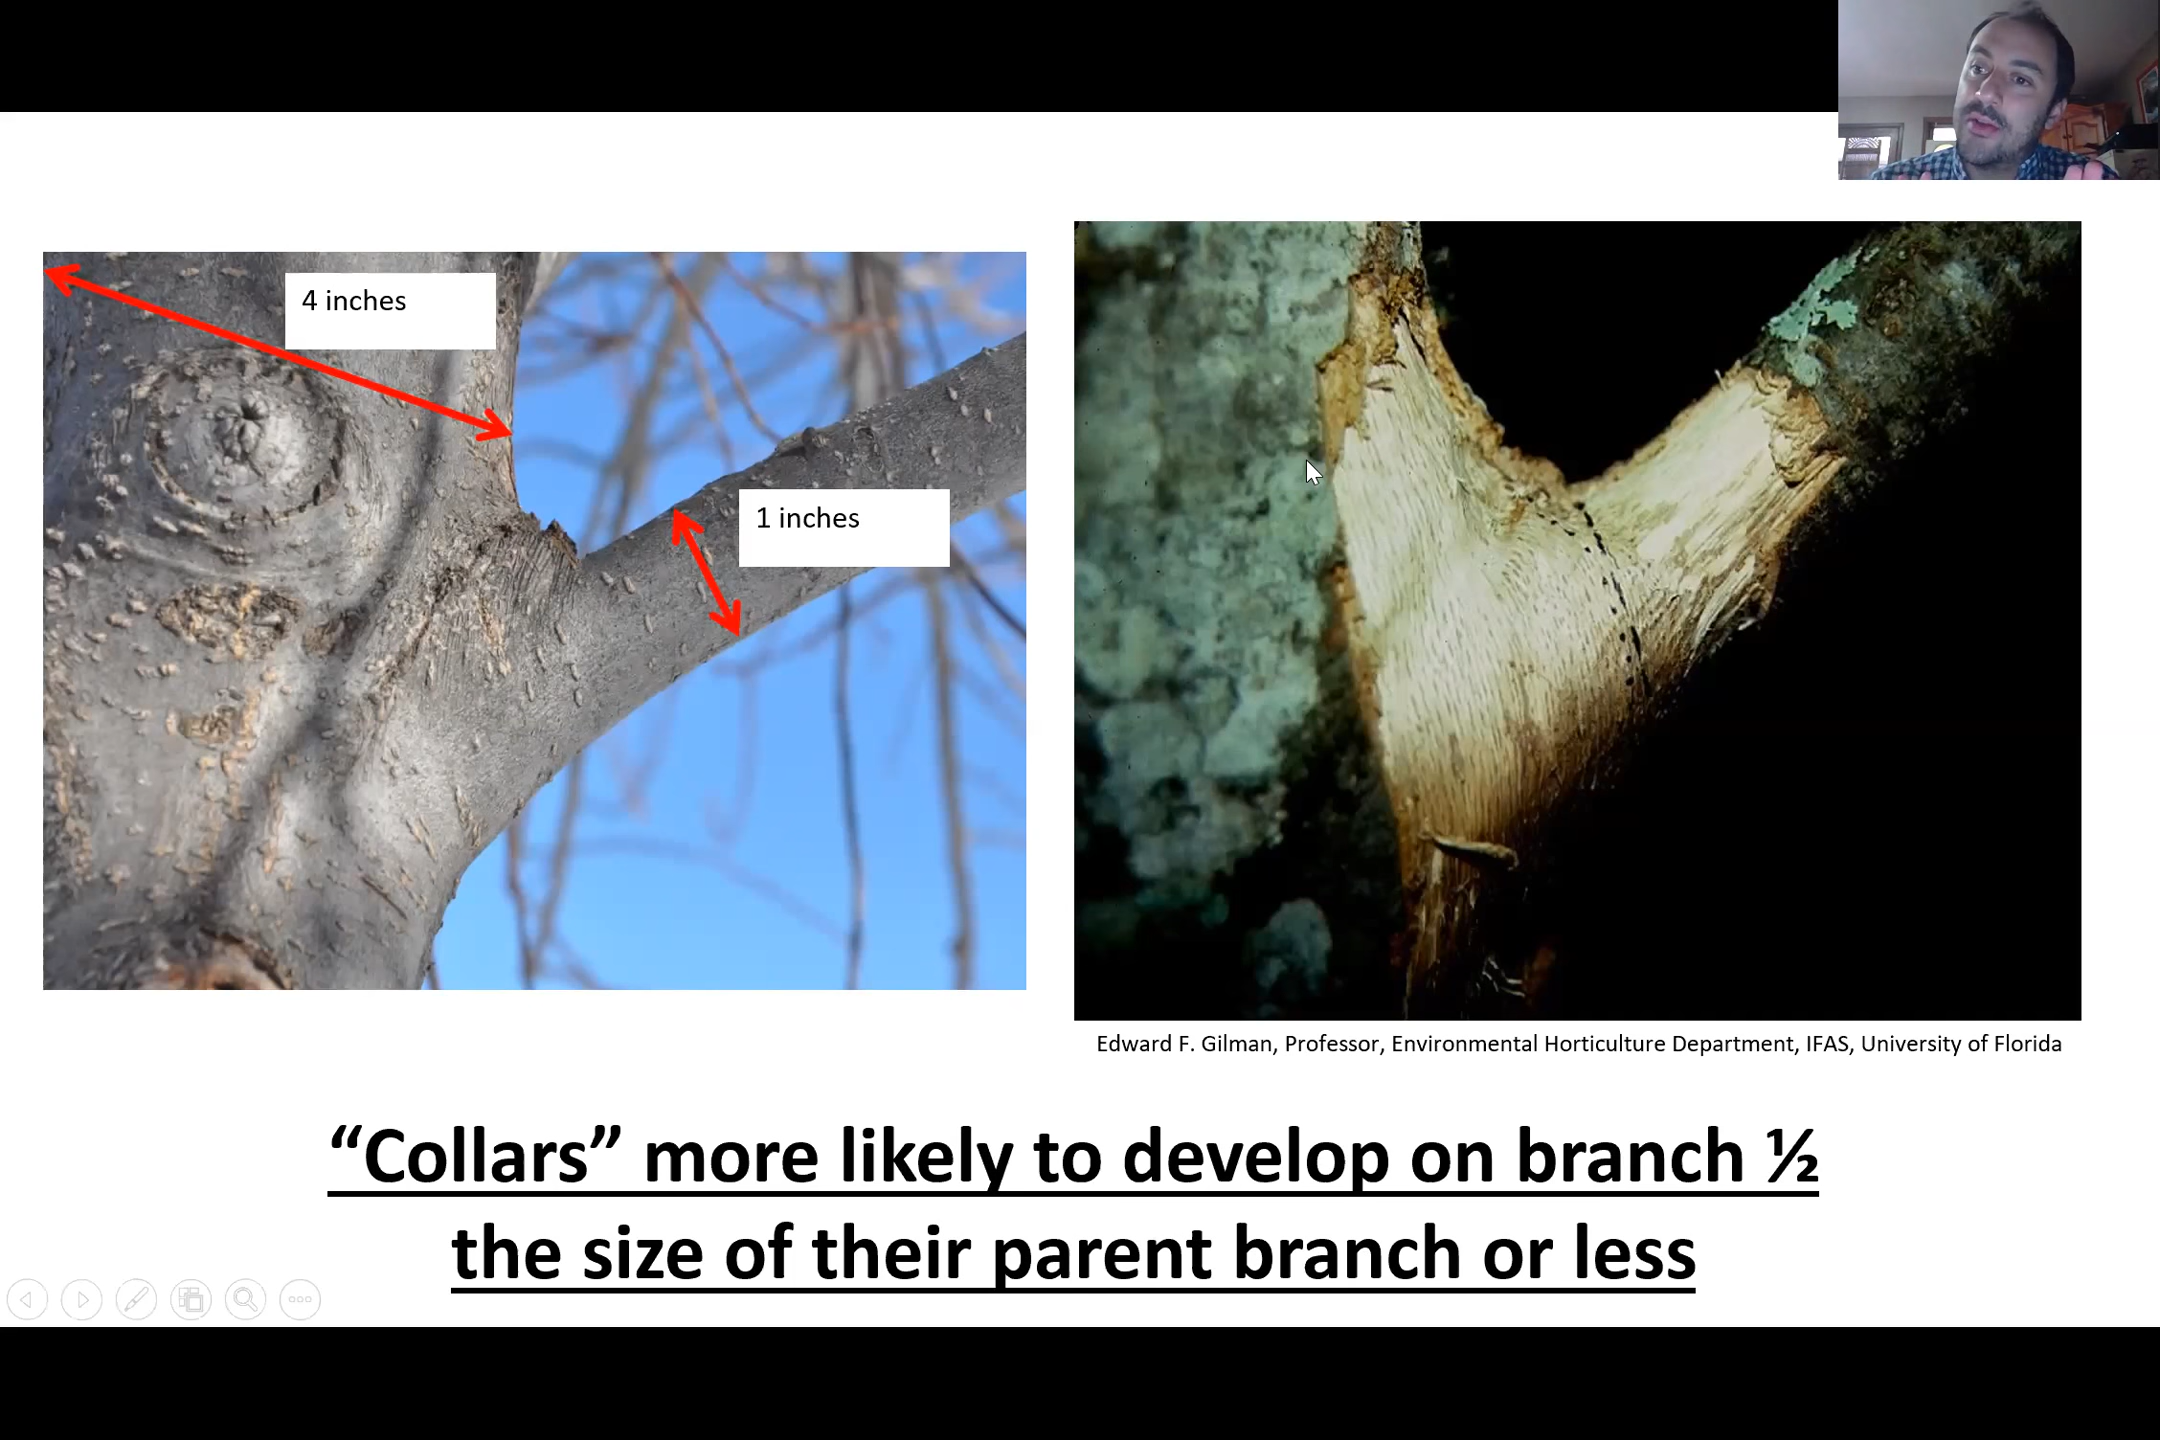 4 inches
1 inches
Edward F. Gilman, Professor, Environmental Horticulture Department, IFAS, University of Florida
“Collars” more likely to develop on branch ½
the size of their parent branch or less